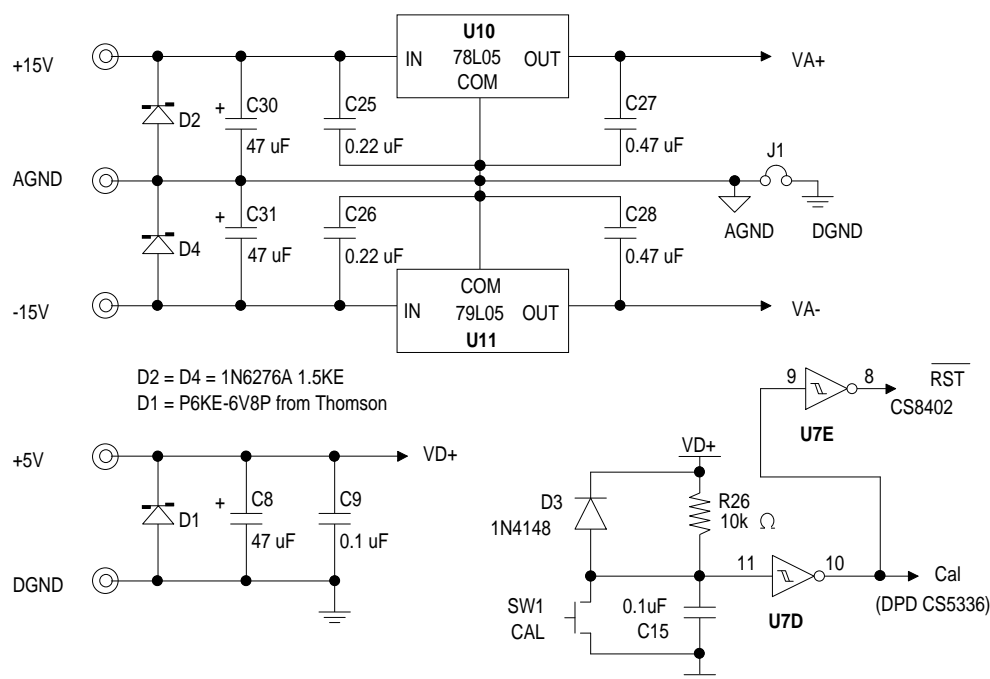 +15V
U10
IN 78L05 OUT
COM
VA+
D2
+ C30
47 uF
C25
0.22 uF
C27
0.47 uF
AGND
J1
AGND
DGND
D4
+ C31
47 uF
C26
0.22 uF
C28
0.47 uF
-15V
COM
IN 79L05 OUT
U11
VA-
D2 = D4 = 1N6276A 1.5KE
D1 = P6KE-6V8P from Thomson
+5V
VD+
D1
+ C8
47 uF
C9
0.1 uF
DGND
9 8
U7E
RST
CS8402
VD+
D3
1N4148
R26
10k Ω
11 10
U7D
Cal
(DPD CS5336)
SW1
CAL
0.1uF
C15